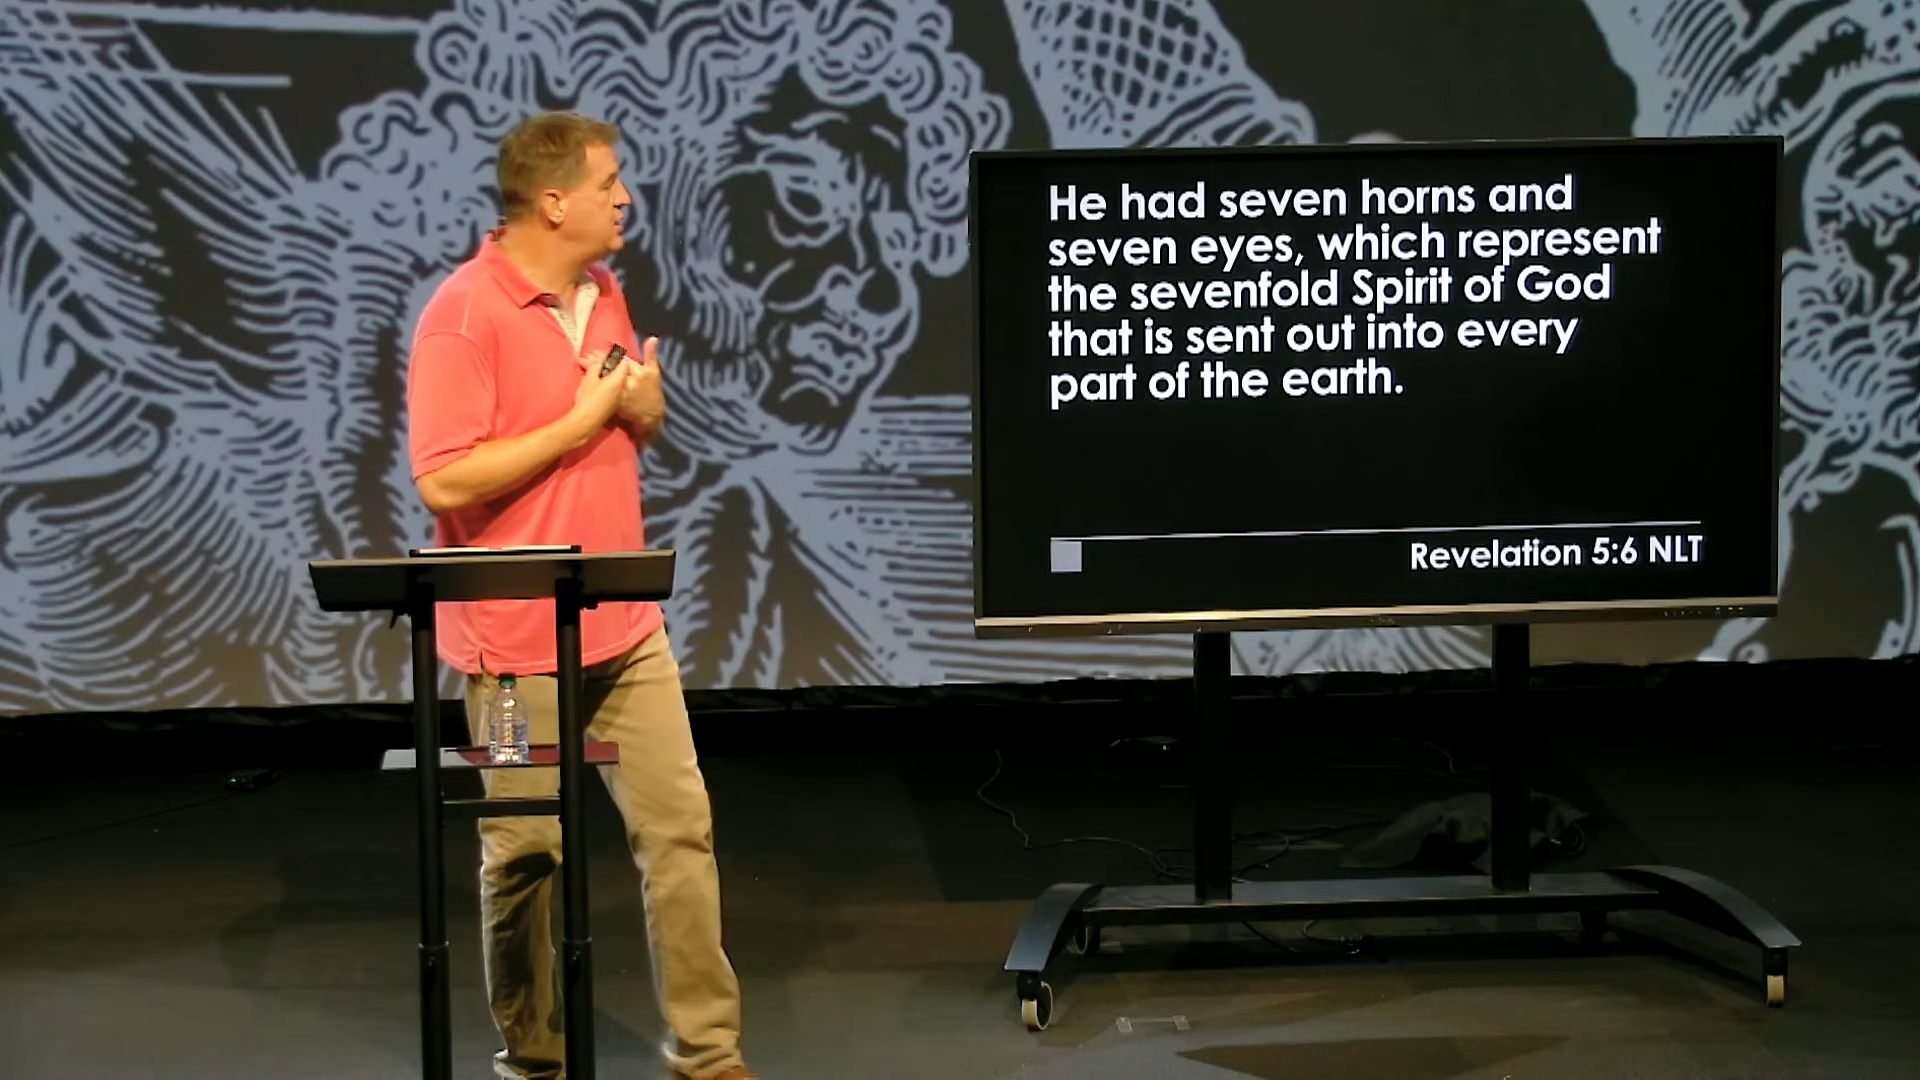 He had seven horns and
seven eyes, which represent
the sevenfold Spirit of God
that is sent out into every
part of the earth.
Revelation 5:6 NLT